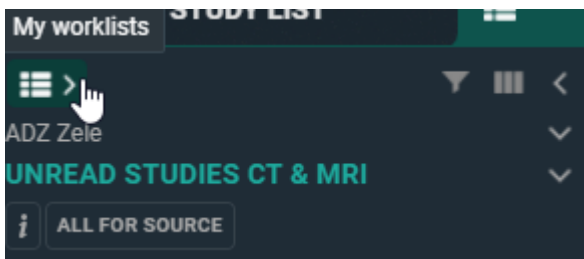 My worklists
STUDY LIST
ADZ Zele
UNREAD STUDIES CT & MRI
i
ALL FOR SOURCE